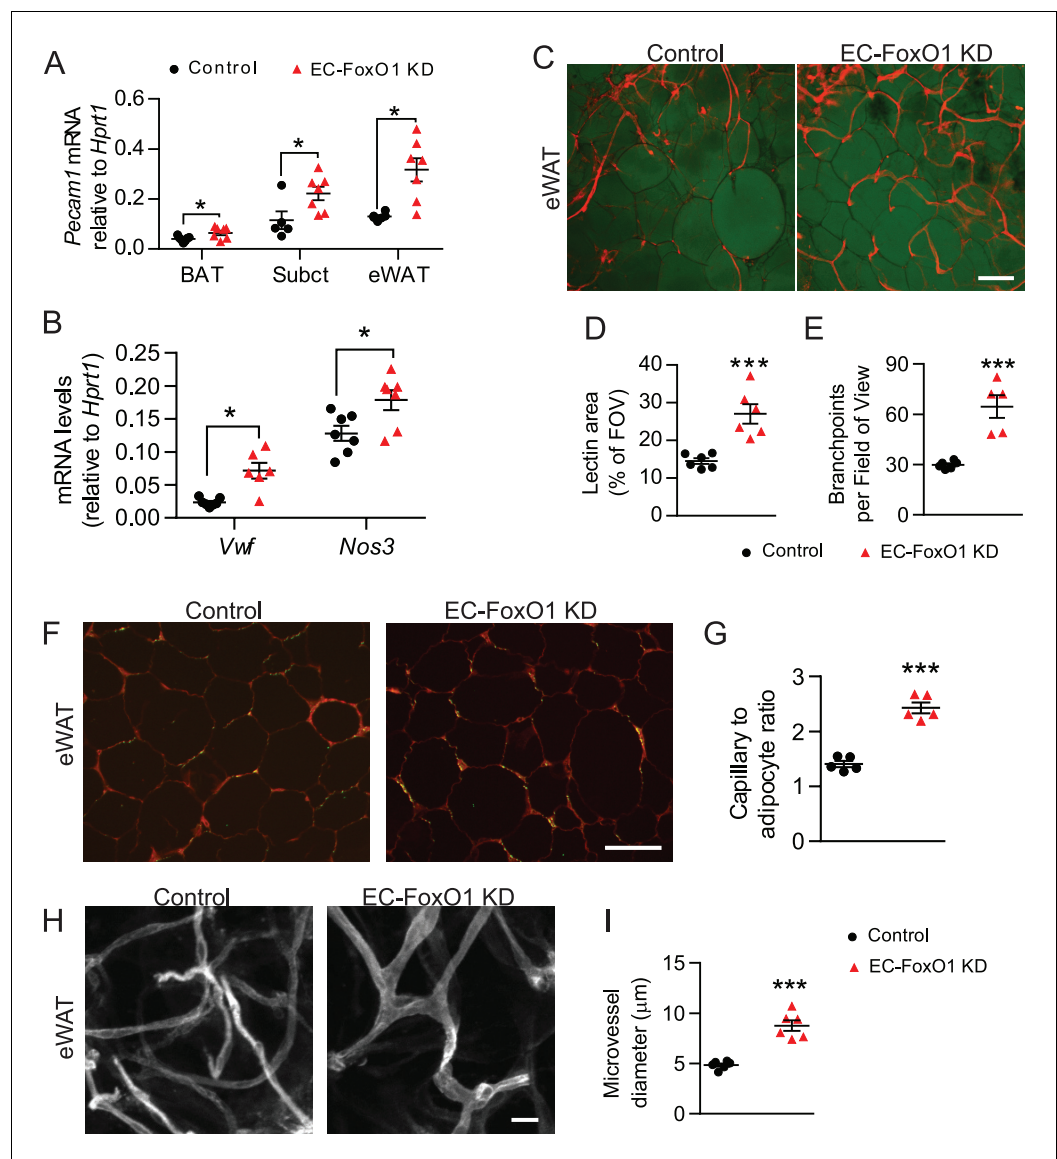 A
Control
EC-FoxO1 KD
Pecam1 mRNA
relative to Hprt1
0.6
0.4
0.2
0.0
*
*
*
BAT
Subct
eWAT
B
mRNA levels
(relative to Hprt1)
0.25
0.20
0.15
0.10
0.05
0.00
*
*
Vwf
Nos3
C
Control
EC-FoxO1 KD
eWAT
D
Lectin area
(% of FOV)
40
30
20
10
0
***
E
Branchpoints
per Field of View
90
60
30
0
***
Control
EC-FoxO1 KD
F
Control
EC-FoxO1 KD
eWAT
G
Capillary to
adipocyte ratio
3
2
1
0
***
H
Control
EC-FoxO1 KD
eWAT
I
Control
EC-FoxO1 KD
Microvessel
diameter (μm)
15
10
5
0
***